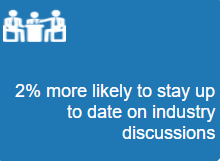 2% more likely to stay up
to date on industry
discussions